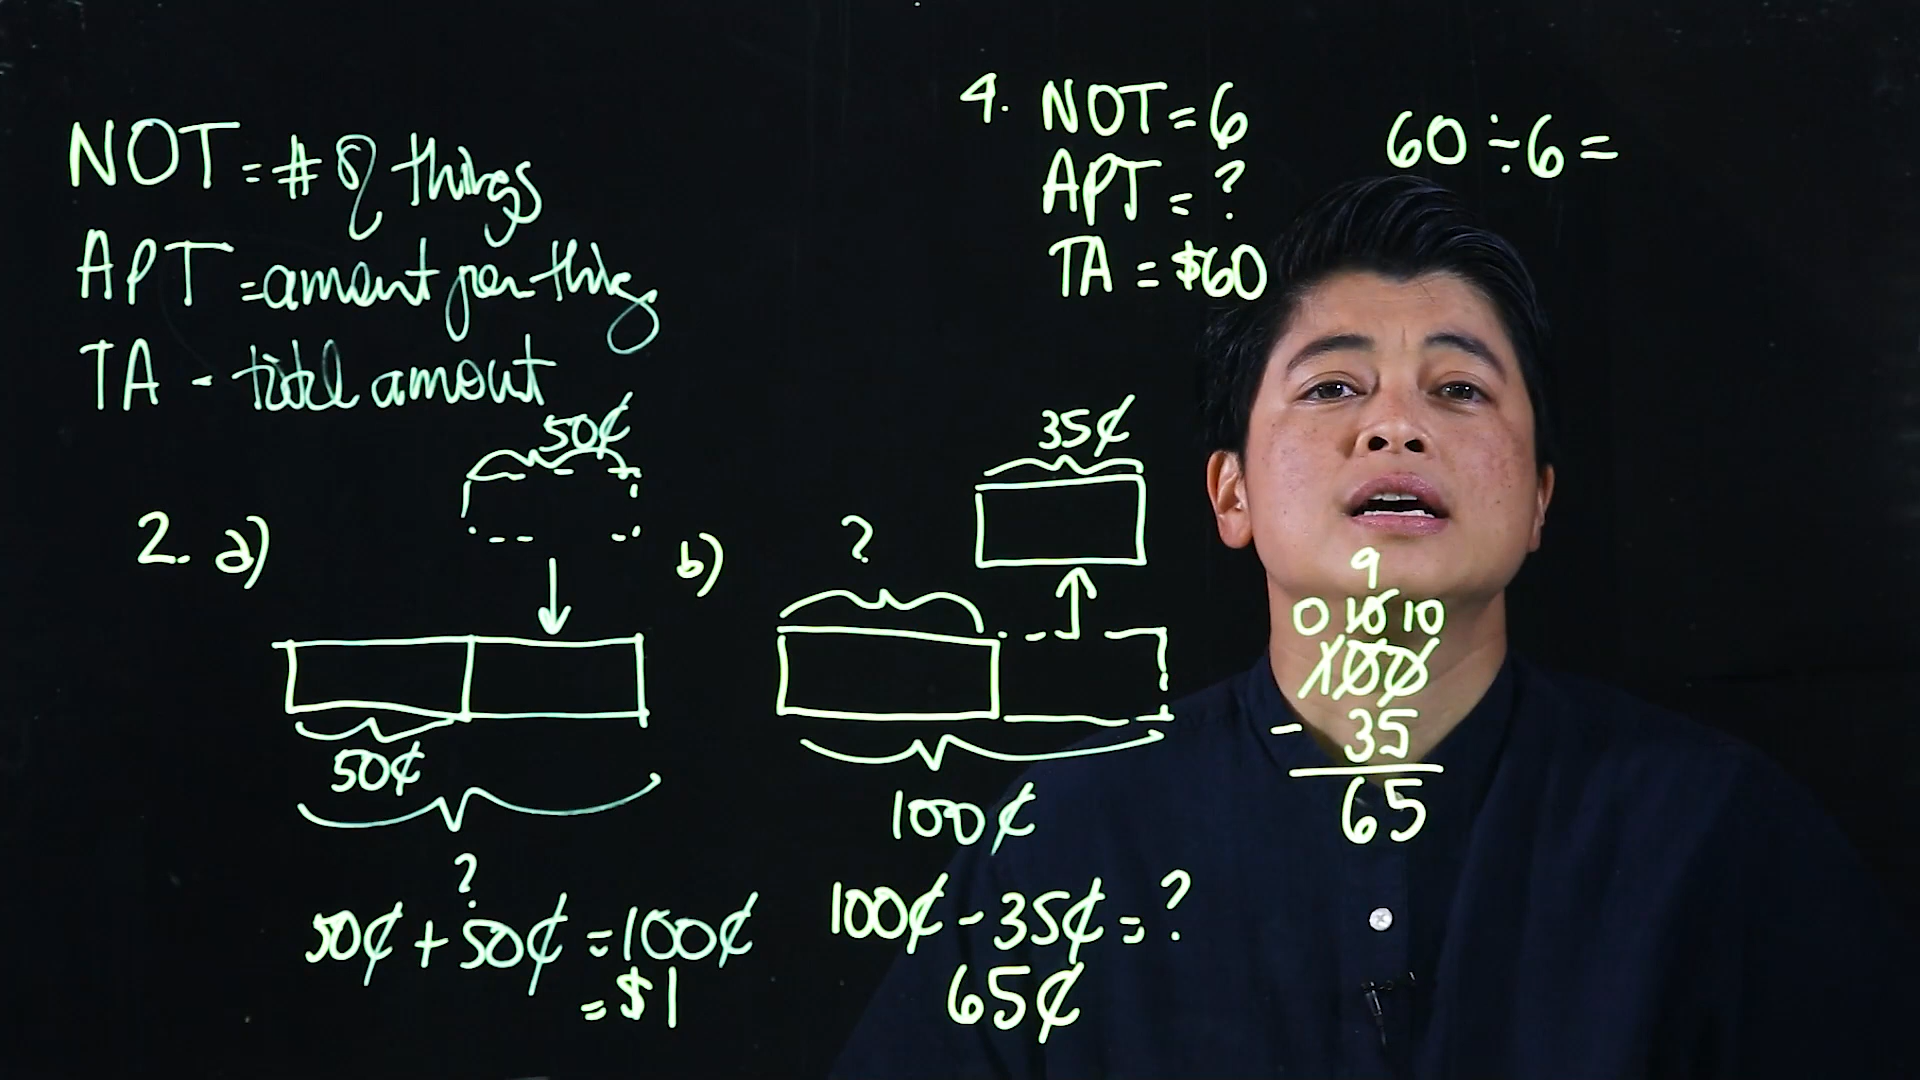 NOT = # of things
APT = amount per thing
TA - total amount
4. NOT = 6
APT = ?
TA = $60
60 ÷ 6 =
2. a)
50¢
50¢
?
50¢ + 50¢ = 100¢
= $1
b)
35¢
?
100¢
100¢ - 35¢ = ?
65¢
9
0 10 10
100
- 35
65